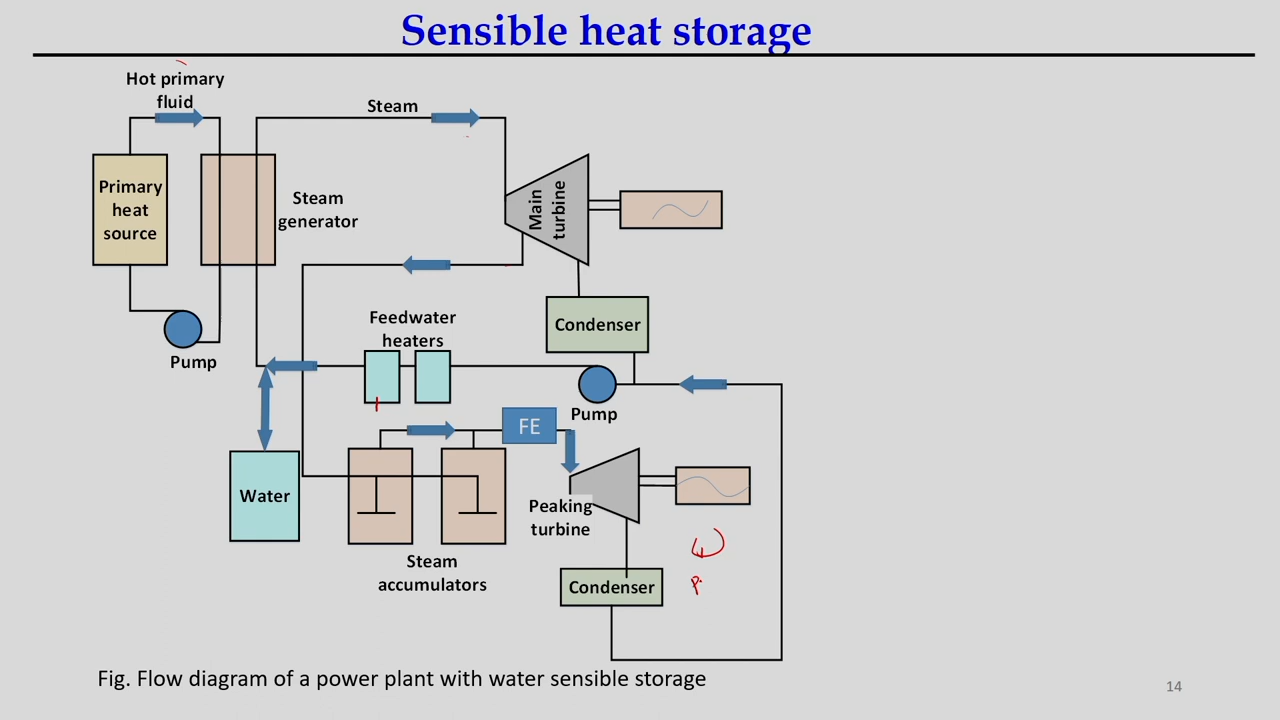 Sensible heat storage
Hot primary
fluid
Steam
Primary
heat
source
Steam
generator
Main
turbine
Condenser
Feedwater
heaters
Pump
Pump
FE
Water
Peaking
turbine
Steam
accumulators
Condenser
Fig. Flow diagram of a power plant with water sensible storage
14